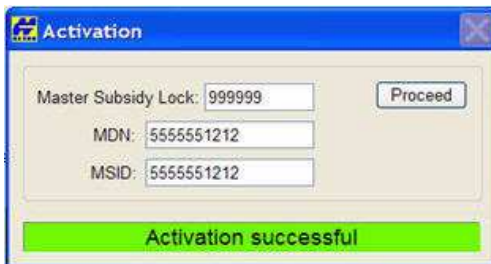 Activation
Master Subsidy Lock: 999999 Proceed
MDN: 5555551212
MSID: 5555551212
Activation successful